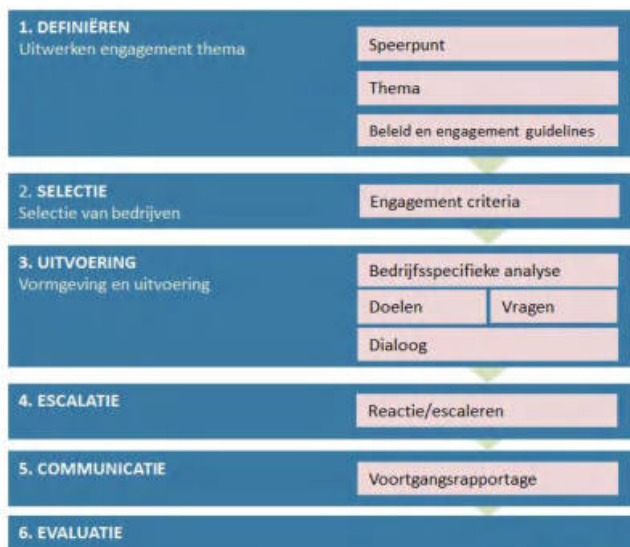 1. DEFINIËREN
Uitwerken engagement thema
Speerpunt
Thema
Beleid en engagement guidelines
2. SELECTIE
Selectie van bedrijven
Engagement criteria
3. UITVOERING
Vormgeving en uitvoering
Bedrijfsspecifieke analyse
Doelen
Vragen
Dialoog
4. ESCALATIE
Reactie/escaleren
5. COMMUNICATIE
Voortgangsrapportage
6. EVALUATIE